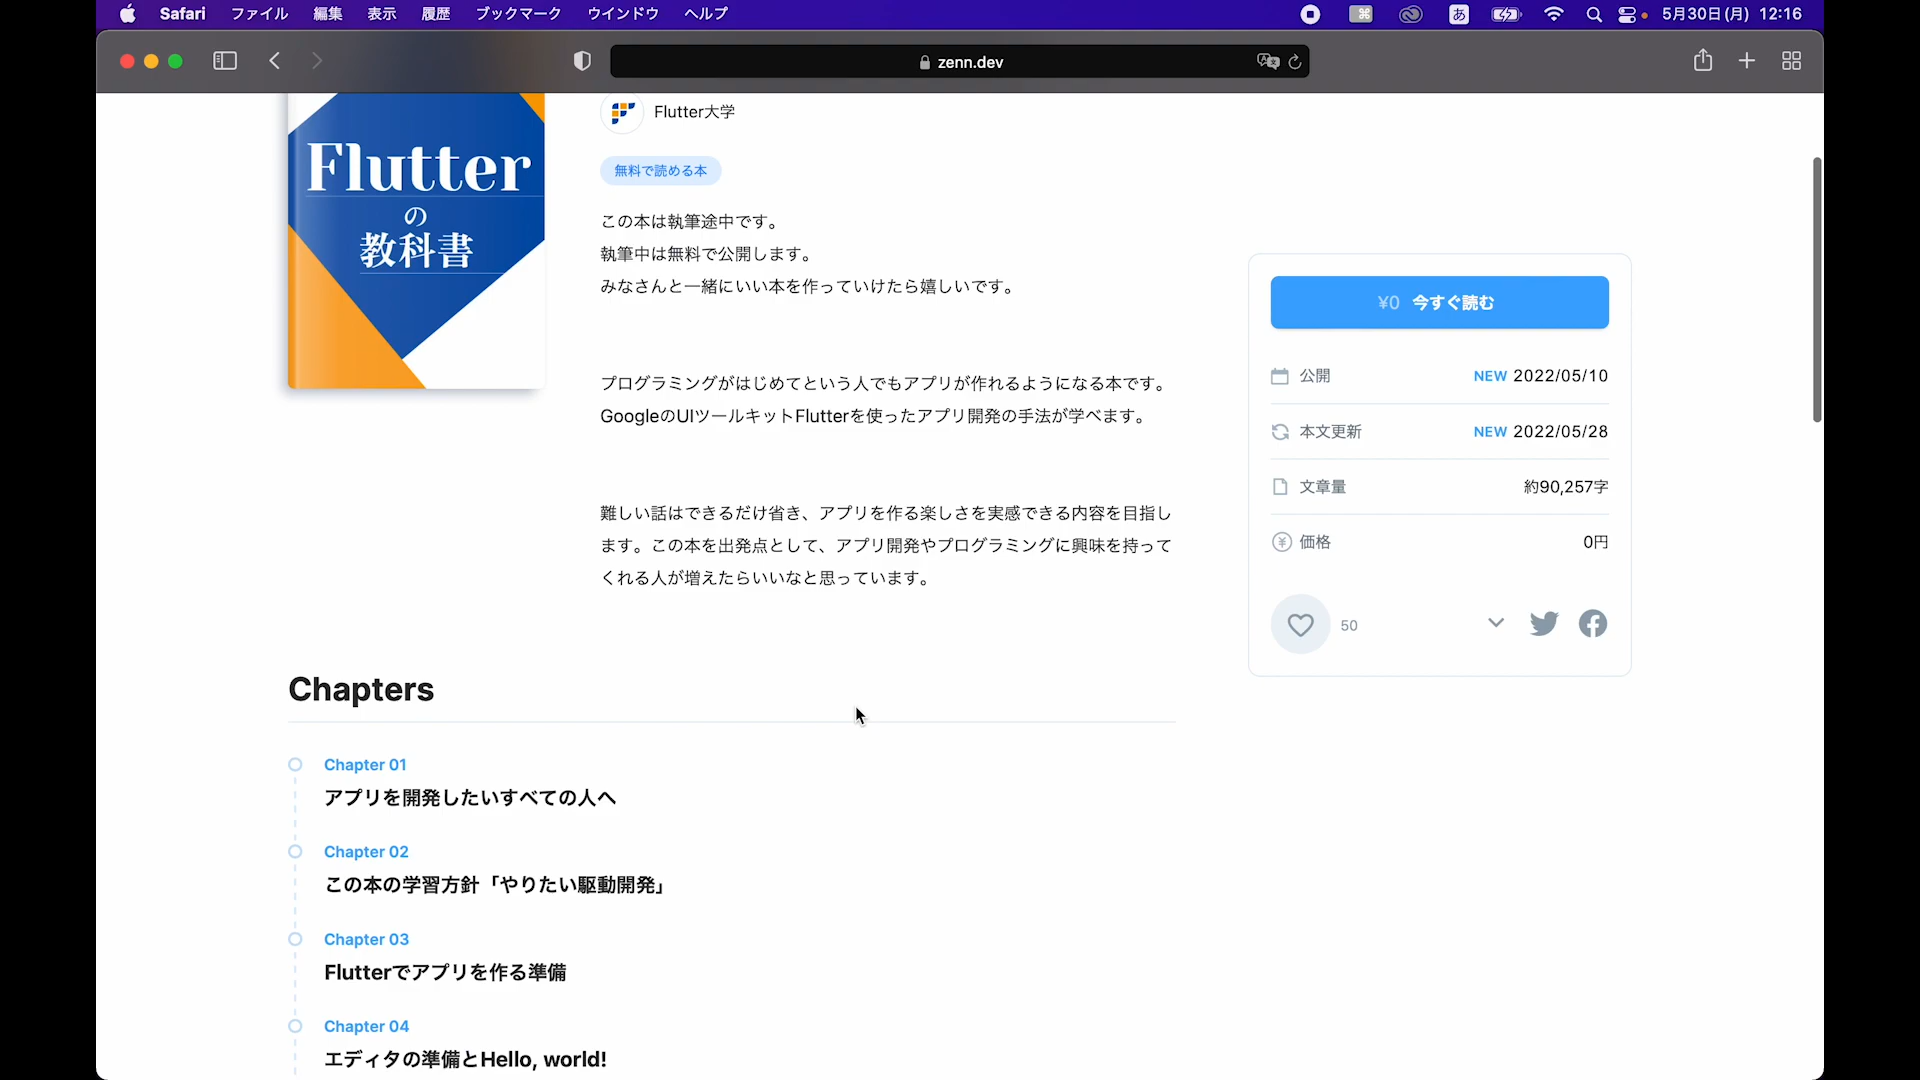 Safari ファイル 編集 表示 履歴 ブックマーク ウインドウ ヘルプ あ 5月30日(月) 12:16
zenn.dev
Flutter
の
教科書
Flutter大学
無料で読める本
この本は執筆途中です。
執筆中は無料で公開します。
みなさんと一緒にいい本を作っていけたら嬉しいです。
プログラミングがはじめてという人でもアプリが作れるようになる本です。
GoogleのUIツールキットFlutterを使ったアプリ開発の手法が学べます。
難しい話はできるだけ省き、アプリを作る楽しさを実感できる内容を目指し
ます。この本を出発点として、アプリ開発やプログラミングに興味を持って
くれる人が増えたらいいなと思っています。
¥0 今すぐ読む
公開 NEW 2022/05/10
本文更新 NEW 2022/05/28
文章量 約90,257字
価格 0円
50
Chapters
Chapter 01
アプリを開発したいすべての人へ
Chapter 02
この本の学習方針「やりたい駆動開発」
Chapter 03
Flutterでアプリを作る準備
Chapter 04
エディタの準備とHello, world!